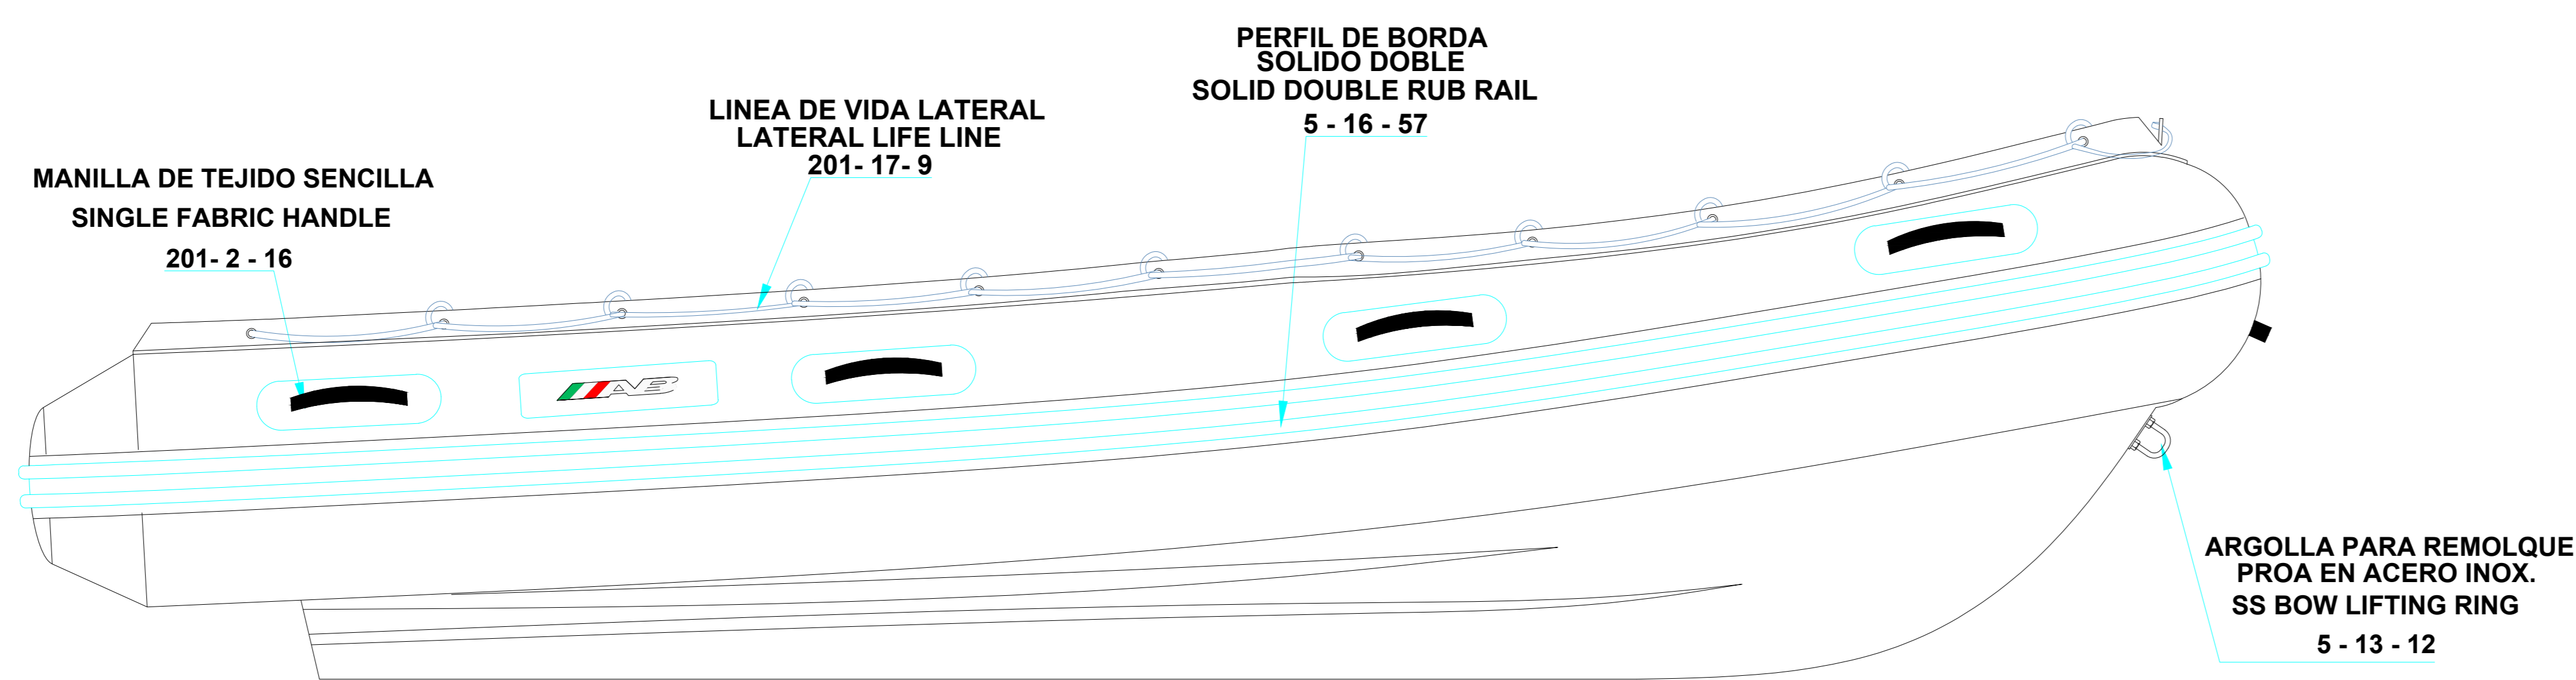 PERFIL DE BORDA
SOLIDO DOBLE
SOLID DOUBLE RUB RAIL
5 - 16 - 57
LINEA DE VIDA LATERAL
LATERAL LIFE LINE
201- 17- 9
MANILLA DE TEJIDO SENCILLA
SINGLE FABRIC HANDLE
201- 2 - 16
AB
ARGOLLA PARA REMOLQUE
PROA EN ACERO INOX.
SS BOW LIFTING RING
5 - 13 - 12